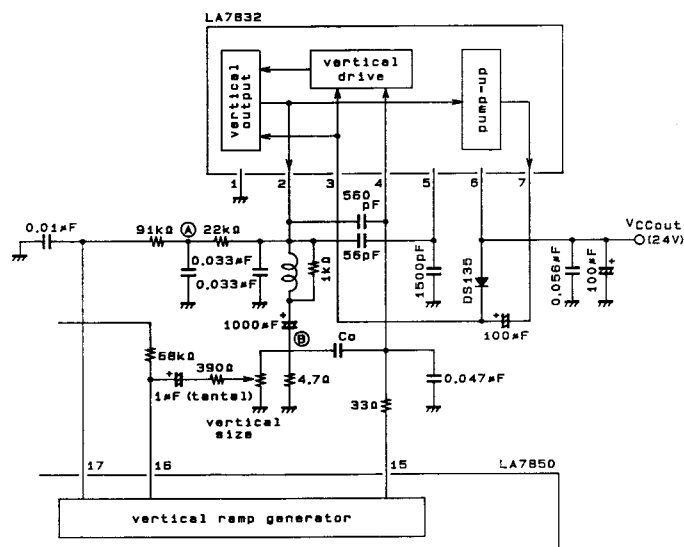 LA7832
vertical output
vertical drive
pump-up
1
2
3
4
5
6
7
560 pF
0.01µF
91kΩ
A
22kΩ
56pF
VCCout
(24V)
0.033µF
0.033µF
1kΩ
1500pF
DS135
0.056µF
100µF
+
+
1000µF
B
+
100µF
68kΩ
Co
+
390Ω
1µF (tantal)
4.7Ω
0.047µF
vertical size
33Ω
17
16
15
LA7850
vertical ramp generator